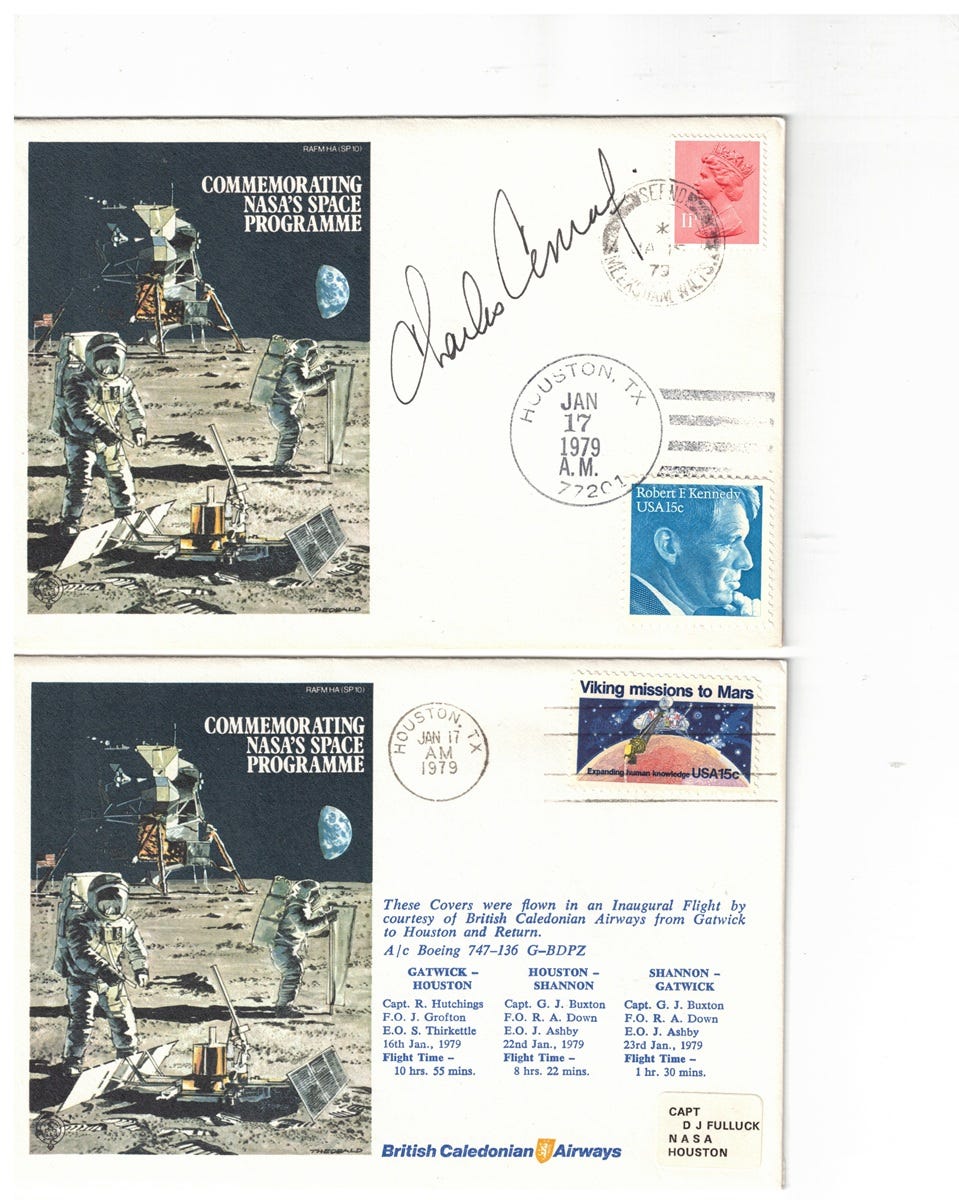 RAFM HA (SP 10)
COMMEMORATING
NASA'S SPACE
PROGRAMME
THEOBALD
Charles
11P
79
MELKSHAM WILTS
HOUSTON, TX
JAN
17
1979
A.M.
77201
Robert F. Kennedy
USA 15c
RAFM HA (SP 10)
COMMEMORATING
NASA'S SPACE
PROGRAMME
THEOBALD
HOUSTON, TX
JAN 17
AM
1979
Viking missions to Mars
Expanding human knowledge USA 15c
These Covers were flown in an Inaugural Flight by
courtesy of British Caledonian Airways from Gatwick
to Houston and Return.
A/c Boeing 747-136 G-BDPZ
GATWICK –
HOUSTON
Capt. R. Hutchings
F.O. J. Grofton
E.O. S. Thirkettle
16th Jan., 1979
Flight Time –
10 hrs. 55 mins.
HOUSTON –
SHANNON
Capt. G. J. Buxton
F.O. R. A. Down
E.O. J. Ashby
22nd Jan., 1979
Flight Time –
8 hrs. 22 mins.
SHANNON –
GATWICK
Capt. G. J. Buxton
F.O. R. A. Down
E.O. J. Ashby
23rd Jan., 1979
Flight Time –
1 hr. 30 mins.
British Caledonian Airways
CAPT
D J FULLUCK
N A S A
HOUSTON